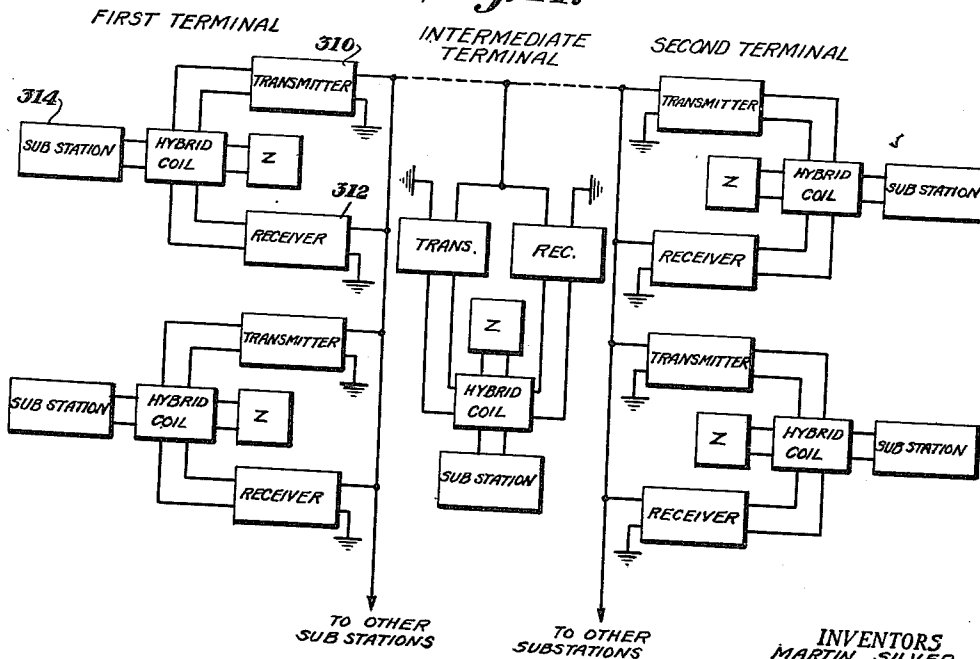 FIRST TERMINAL
INTERMEDIATE
TERMINAL
SECOND TERMINAL
310
TRANSMITTER
TRANSMITTER
314
SUB STATION
HYBRID
COIL
Z
Z
HYBRID
COIL
SUB STATION
312
RECEIVER
TRANS.
REC.
RECEIVER
Z
TRANSMITTER
TRANSMITTER
SUB STATION
HYBRID
COIL
Z
HYBRID
COIL
Z
HYBRID
COIL
SUB STATION
RECEIVER
SUB STATION
RECEIVER
TO OTHER
SUB STATIONS
TO OTHER
SUBSTATIONS
INVENTORS
MARTIN SILVER